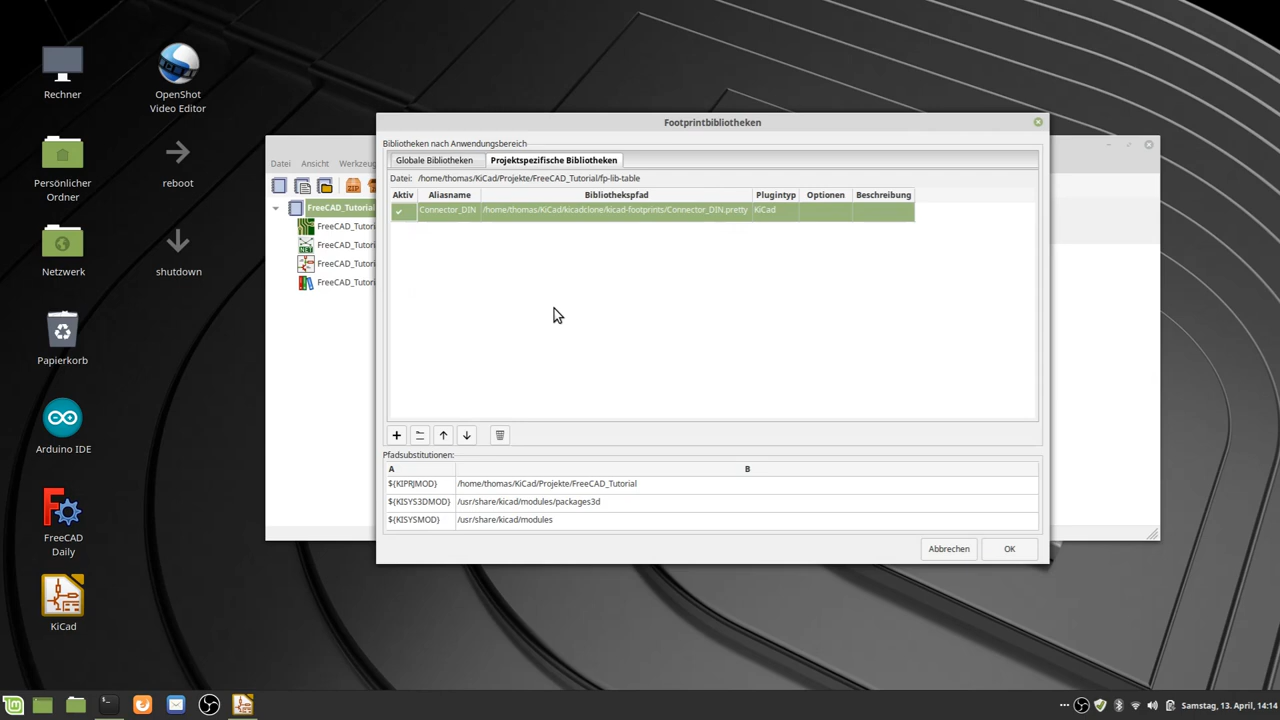 Rechner
OpenShot
Video Editor
Persönlicher
Ordner
reboot
Netzwerk
shutdown
Papierkorb
Arduino IDE
FreeCAD
Daily
KiCad
Datei Ansicht Werkzeug
ZIP
FreeCAD_Tutorial
FreeCAD_Tutori
NET
FreeCAD_Tutori
FreeCAD_Tutori
FreeCAD_Tutori
Footprintbibliotheken
Bibliotheken nach Anwendungsbereich
Globale Bibliotheken Projektspezifische Bibliotheken
Datei: /home/thomas/KiCad/Projekte/FreeCAD_Tutorial/fp-lib-table
Aktiv Aliasname Bibliothekspfad Plugintyp Optionen Beschreibung
Connector_DIN /home/thomas/KiCad/kicadclone/kicad-footprints/Connector_DIN.pretty KiCad
Pfadsubstitutionen:
A B
${KIPRJMOD} /home/thomas/KiCad/Projekte/FreeCAD_Tutorial
${KISYS3DMOD} /usr/share/kicad/modules/packages3d
${KISYSMOD} /usr/share/kicad/modules
Abbrechen OK
Samstag, 13. April, 14:14